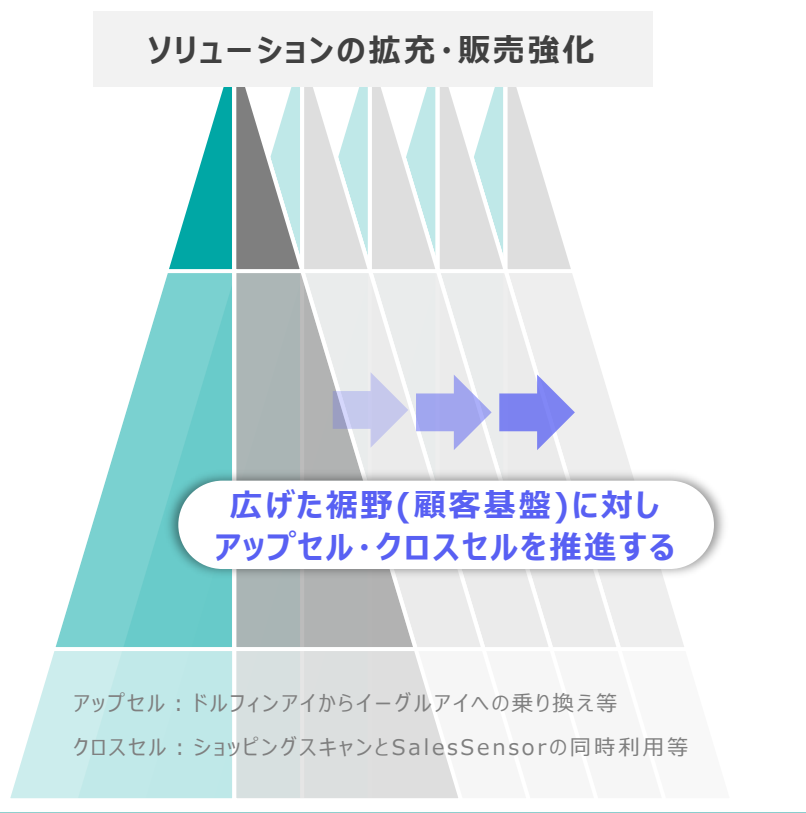 ソリューションの拡充・販売強化
広げた裾野(顧客基盤)に対し
アップセル・クロスセルを推進する
アップセル：ドルフィンアイからイーグルアイへの乗り換え等
クロスセル：ショッピングスキャンとSalesSensorの同時利用等